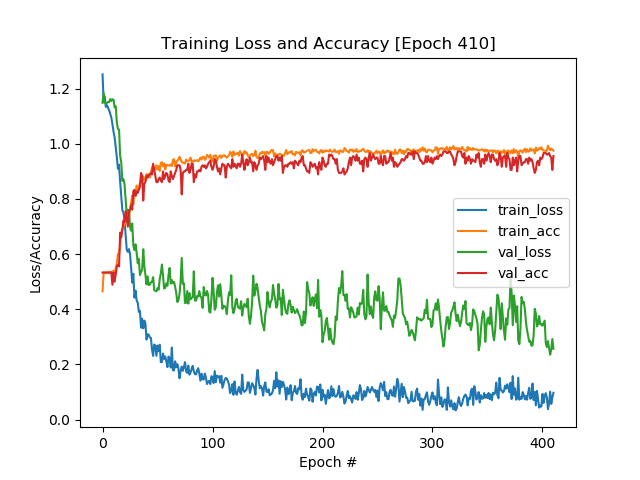 Training Loss and Accuracy [Epoch 410]
Loss/Accuracy
1.2
1.0
0.8
0.6
0.4
0.2
0.0
train_loss
train_acc
val_loss
val_acc
0 100 200 300 400
Epoch #